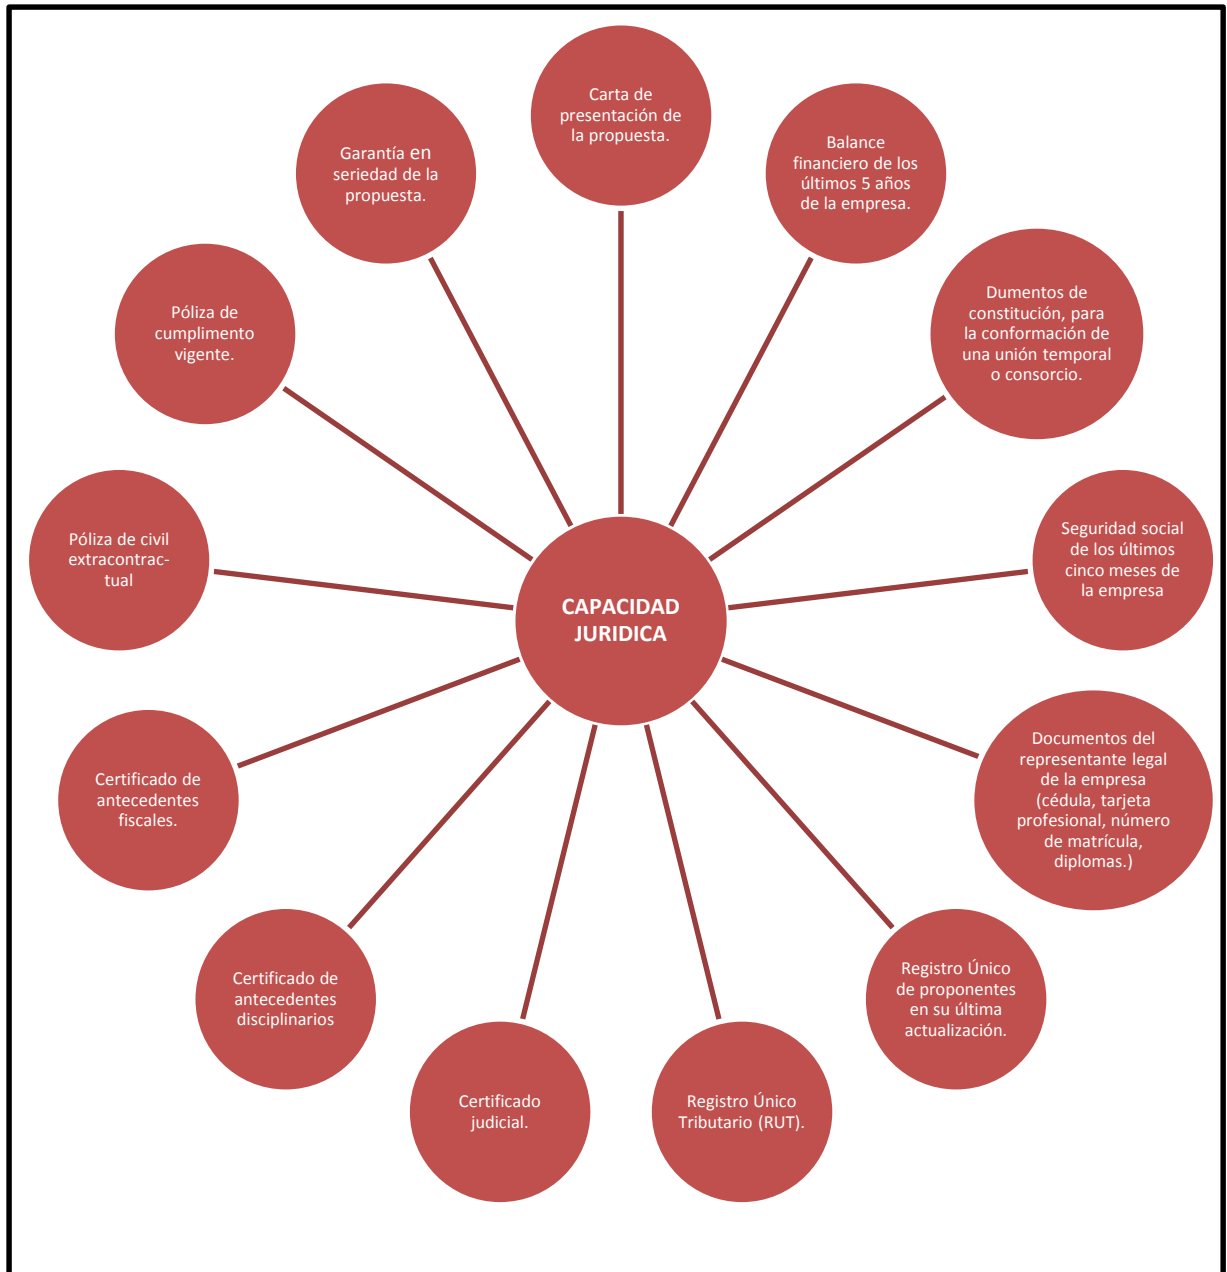 Carta de
presentación de
la propuesta.
Balance
financiero de los
últimos 5 años
de la empresa.
Dumentos de
constitución, para
la conformación de
una unión temporal
o consorcio.
Seguridad social
de los últimos
cinco meses de
la empresa
Documentos del
representante legal
de la empresa
(cédula, tarjeta
profesional, número
de matrícula,
diplomas.)
Registro Único
de proponentes
en su última
actualización.
Registro Único
Tributario (RUT).
Certificado
judicial.
Certificado de
antecedentes
disciplinarios
Certificado de
antecedentes
fiscales.
Póliza de civil
extracontrac-
tual
Póliza de
cumplimento
vigente.
Garantía en
seriedad de la
propuesta.
CAPACIDAD
JURIDICA